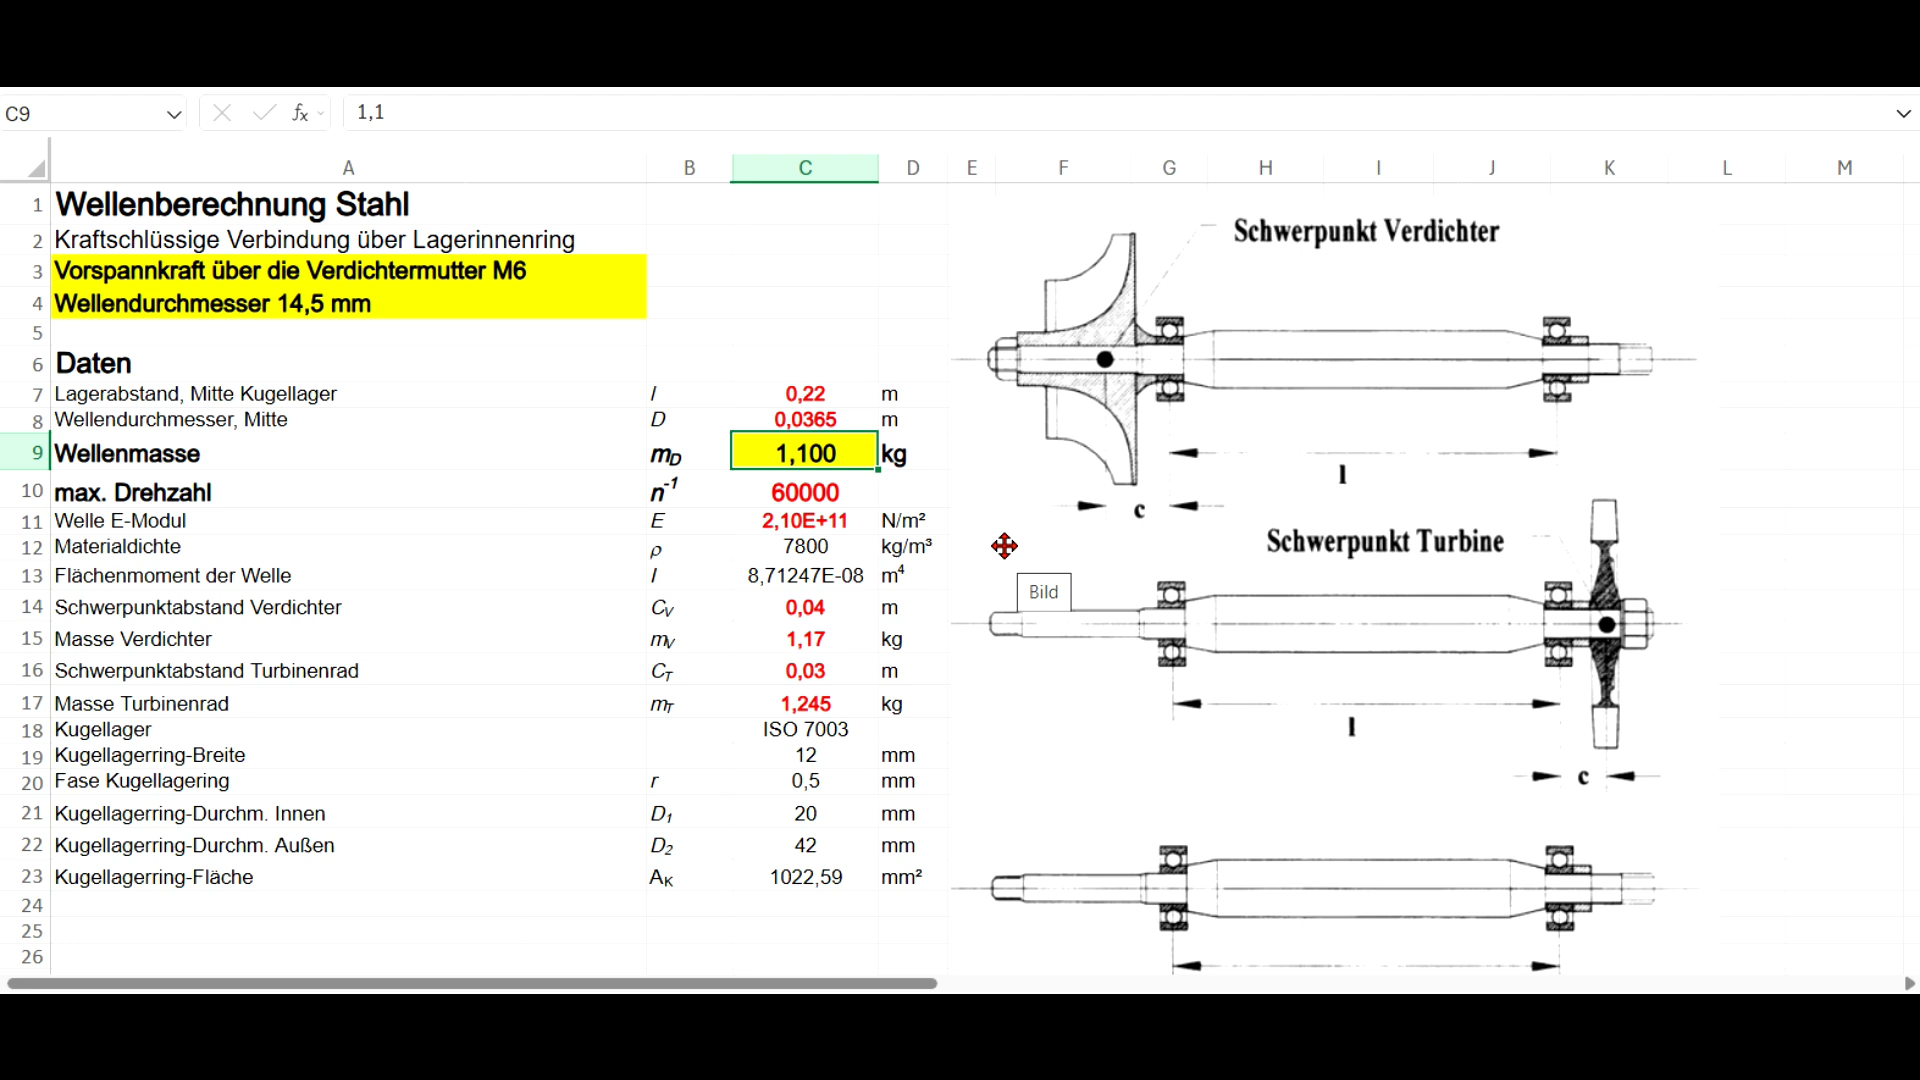 C9 fx 1,1
A B C D E F G H I J K L M
1 Wellenberechnung Stahl
2 Kraftschlüssige Verbindung über Lagerinnenring
3 Vorspannkraft über die Verdichtermutter M6
4 Wellendurchmesser 14,5 mm
5
6 Daten
7 Lagerabstand, Mitte Kugellager l 0,22 m
8 Wellendurchmesser, Mitte D 0,0365 m
9 Wellenmasse mD 1,100 kg
10 max. Drehzahl n-1 60000
11 Welle E-Modul E 2,10E+11 N/m²
12 Materialdichte ρ 7800 kg/m³
13 Flächenmoment der Welle I 8,71247E-08 m4
14 Schwerpunktabstand Verdichter CV 0,04 m
15 Masse Verdichter mV 1,17 kg
16 Schwerpunktabstand Turbinenrad CT 0,03 m
17 Masse Turbinenrad mT 1,245 kg
18 Kugellager ISO 7003
19 Kugellagerring-Breite 12 mm
20 Fase Kugellagering r 0,5 mm
21 Kugellagerring-Durchm. Innen D1 20 mm
22 Kugellagerring-Durchm. Außen D2 42 mm
23 Kugellagerring-Fläche AK 1022,59 mm²
24
25
26
Schwerpunkt Verdichter
l
c
Schwerpunkt Turbine
Bild
l
c